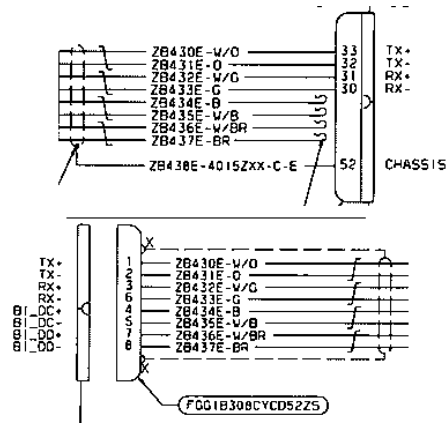 ZB430E-W/O 33 TX+
ZB431E-O 32 TX-
ZB432E-W/G 31 RX+
ZB433E-G 30 RX-
ZB434E-B
ZB435E-W/B
ZB436E-W/BR
ZB437E-BR
ZB438E-4015ZXX-C-E 52 CHASSIS
X
TX+ 1 ZB430E-W/O
TX- 2 ZB431E-O
RX+ 3 ZB432E-W/G
RX- 6 ZB433E-G
BI_DC+ 4 ZB434E-B
BI_DC- 5 ZB435E-W/B
BI_DD+ 7 ZB436E-W/BR
BI_DD- 8 ZB437E-BR
X
FGG1B308CYCD52ZS